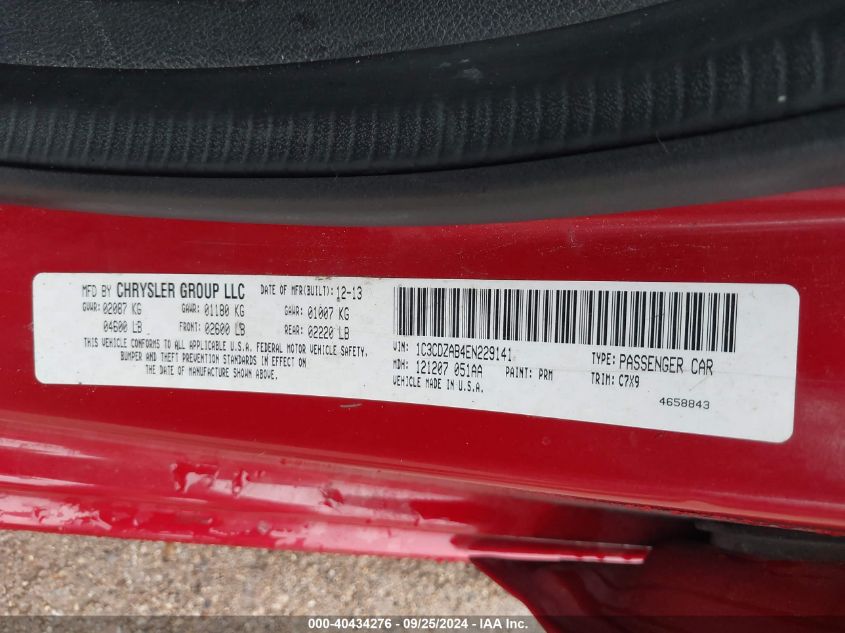 MFD BY CHRYSLER GROUP LLC DATE OF MFR(BUILT): 12-13
GVWR: 02087 KG GAWR: 01180 KG GAWR: 01007 KG
04600 LB FRONT: 02600 LB REAR: 02220 LB
THIS VEHICLE CONFORMS TO ALL APPLICABLE U.S.A. FEDERAL MOTOR VEHICLE SAFETY,
BUMPER AND THEFT PREVENTION STANDARDS IN EFFECT ON
THE DATE OF MANUFACTURE SHOWN ABOVE.
VIN: 1C3CDZAB4EN229141 TYPE: PASSENGER CAR
MDH: 121207 051AA PAINT: PRM TRIM: C7X9
VEHICLE MADE IN U.S.A.
4658843
000-40434276 - 09/25/2024 - IAA Inc.